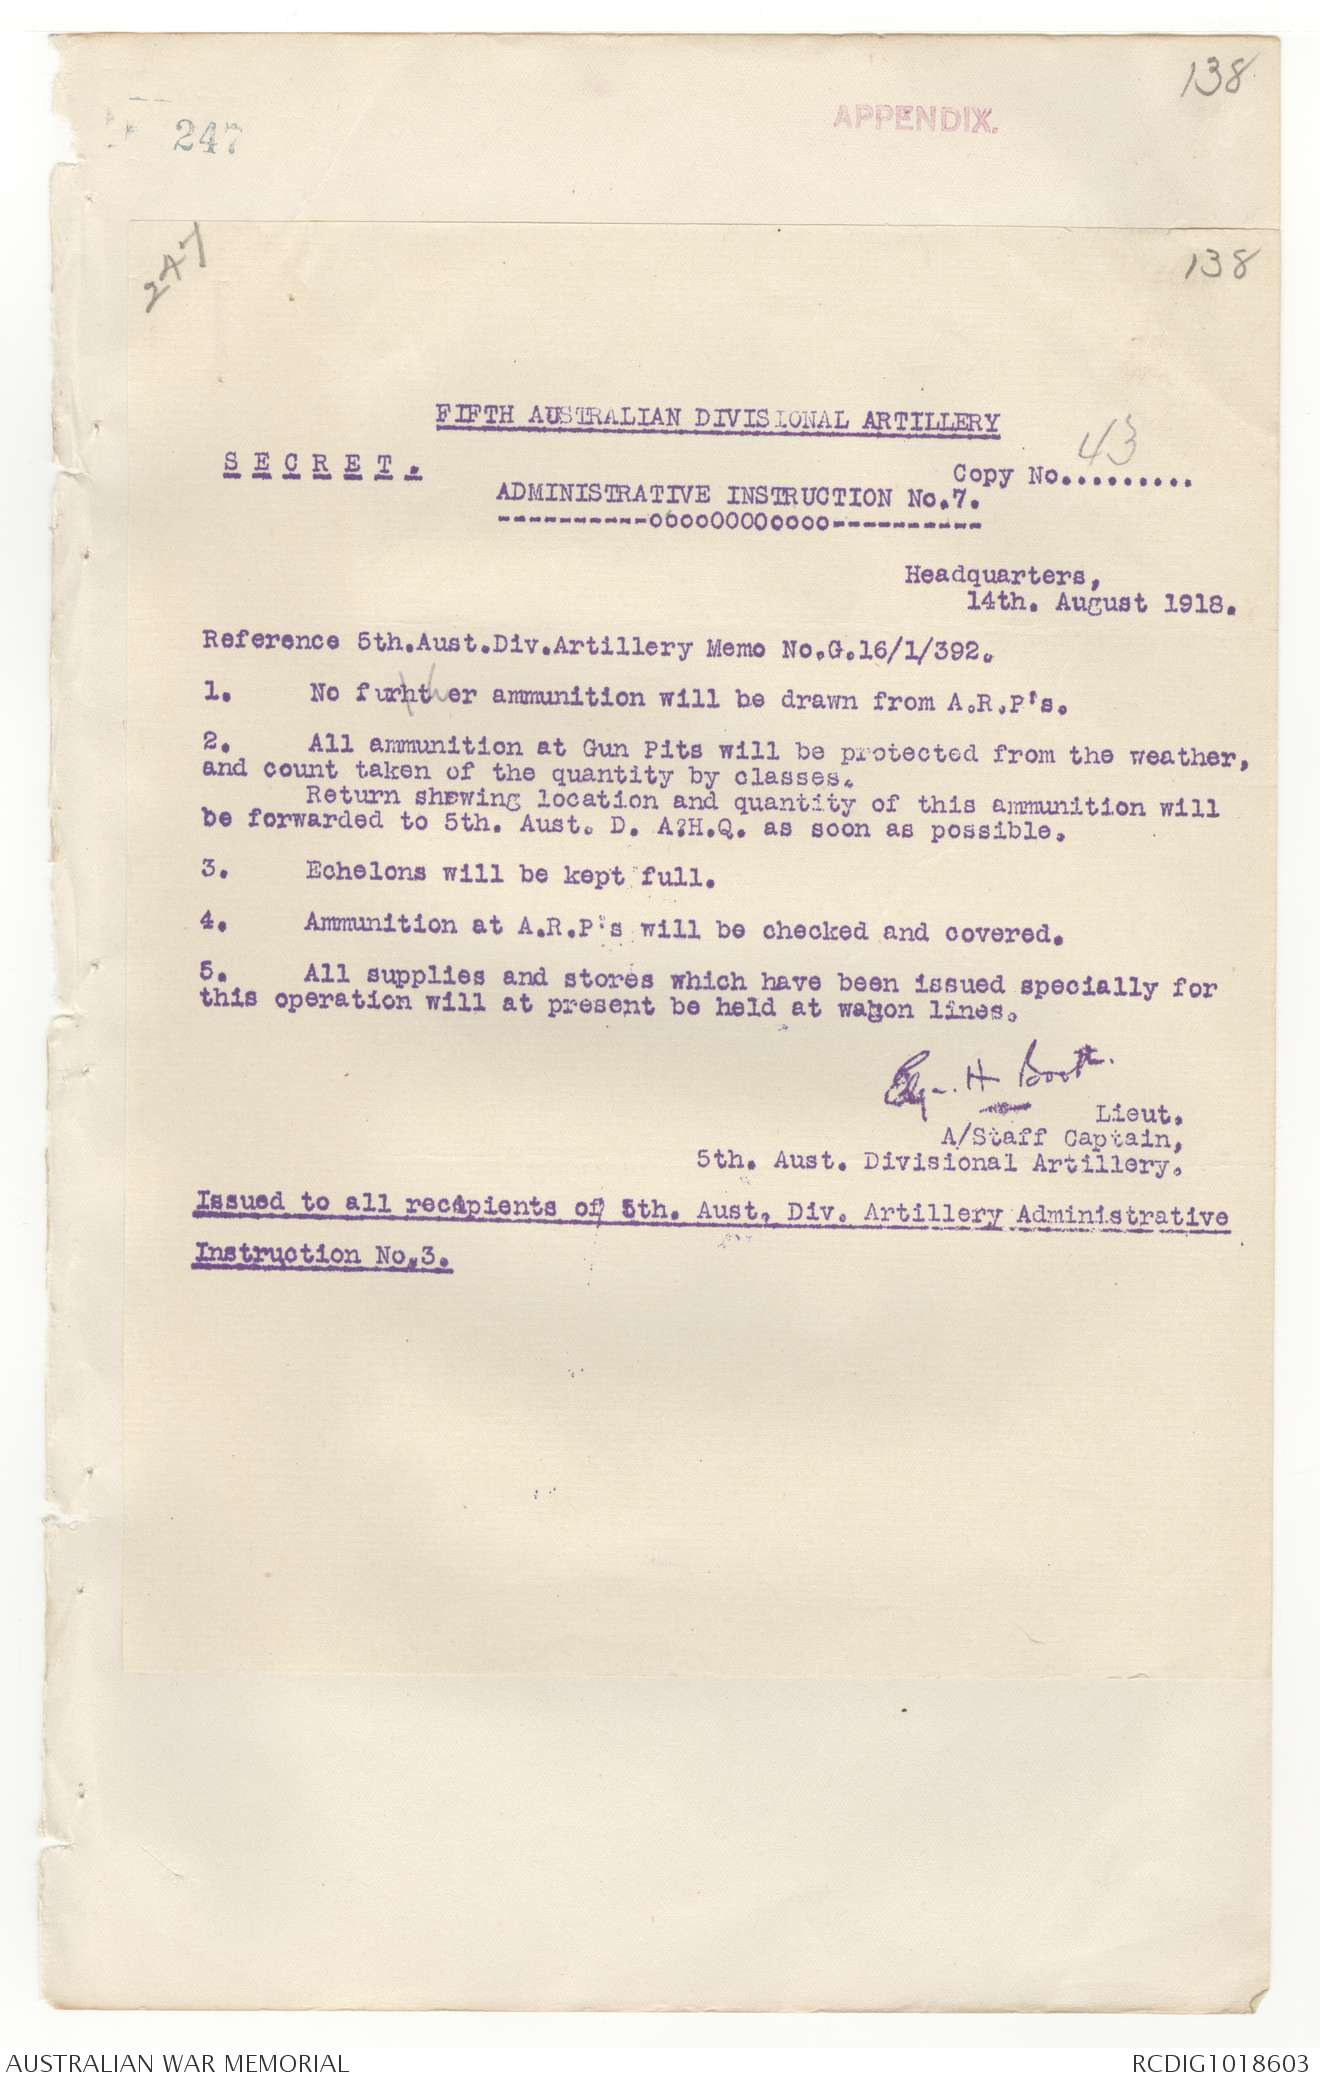 138
APPENDIX.
247
247
138
FIFTH AUSTRALIAN DIVISIONAL ARTILLERY
S E C R E T .
Copy No..43.......
ADMINISTRATIVE INSTRUCTION No.7.
----------oooooooooooo----------
Headquarters,
14th. August 1918.
Reference 5th.Aust.Div.Artillery Memo No.G.16/1/392.
1. No furhther ammunition will be drawn from A.R.P's.
2. All ammunition at Gun Pits will be protected from the weather,
and count taken of the quantity by classes.
Return showing location and quantity of this ammunition will
be forwarded to 5th. Aust. D. A?H.Q. as soon as possible.
3. Echelons will be kept full.
4. Ammunition at A.R.P's will be checked and covered.
5. All supplies and stores which have been issued specially for
this operation will at present be held at wagon lines.
H Booth.
Lieut.
A/Staff Captain,
5th. Aust. Divisional Artillery.
Issued to all recipients of 5th. Aust. Div. Artillery Administrative
Instruction No.3.
AUSTRALIAN WAR MEMORIAL
RCDIG1018603